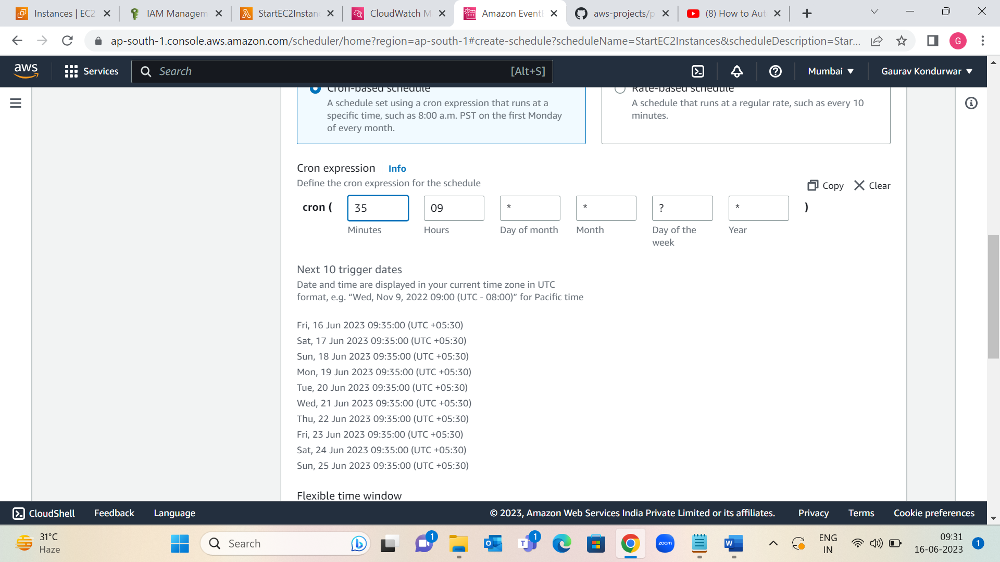 Instances | EC2
IAM Managem
StartEC2Instanc
CloudWatch M
Amazon EventB
aws-projects/p
(8) How to Aut
ap-south-1.console.aws.amazon.com/scheduler/home?region=ap-south-1#create-schedule?scheduleName=StartEC2Instances&scheduleDescription=Star...
G
aws
Services
Search
[Alt+S]
Mumbai
Gaurav Kondurwar
Cron-based schedule
A schedule set using a cron expression that runs at a
specific time, such as 8:00 a.m. PST on the first Monday
of every month.
Rate-based schedule
A schedule that runs at a regular rate, such as every 10
minutes.
Cron expression
Info
Define the cron expression for the schedule
Copy
Clear
cron ( 35 09 * * ? * )
Minutes
Hours
Day of month
Month
Day of the
week
Year
Next 10 trigger dates
Date and time are displayed in your current time zone in UTC
format, e.g. “Wed, Nov 9, 2022 09:00 (UTC - 08:00)” for Pacific time
Fri, 16 Jun 2023 09:35:00 (UTC +05:30)
Sat, 17 Jun 2023 09:35:00 (UTC +05:30)
Sun, 18 Jun 2023 09:35:00 (UTC +05:30)
Mon, 19 Jun 2023 09:35:00 (UTC +05:30)
Tue, 20 Jun 2023 09:35:00 (UTC +05:30)
Wed, 21 Jun 2023 09:35:00 (UTC +05:30)
Thu, 22 Jun 2023 09:35:00 (UTC +05:30)
Fri, 23 Jun 2023 09:35:00 (UTC +05:30)
Sat, 24 Jun 2023 09:35:00 (UTC +05:30)
Sun, 25 Jun 2023 09:35:00 (UTC +05:30)
Flexible time window
CloudShell
Feedback
Language
© 2023, Amazon Web Services India Private Limited or its affiliates.
Privacy
Terms
Cookie preferences
31°C
Haze
Search
1
1
zoom
ENG
IN
09:31
16-06-2023
1